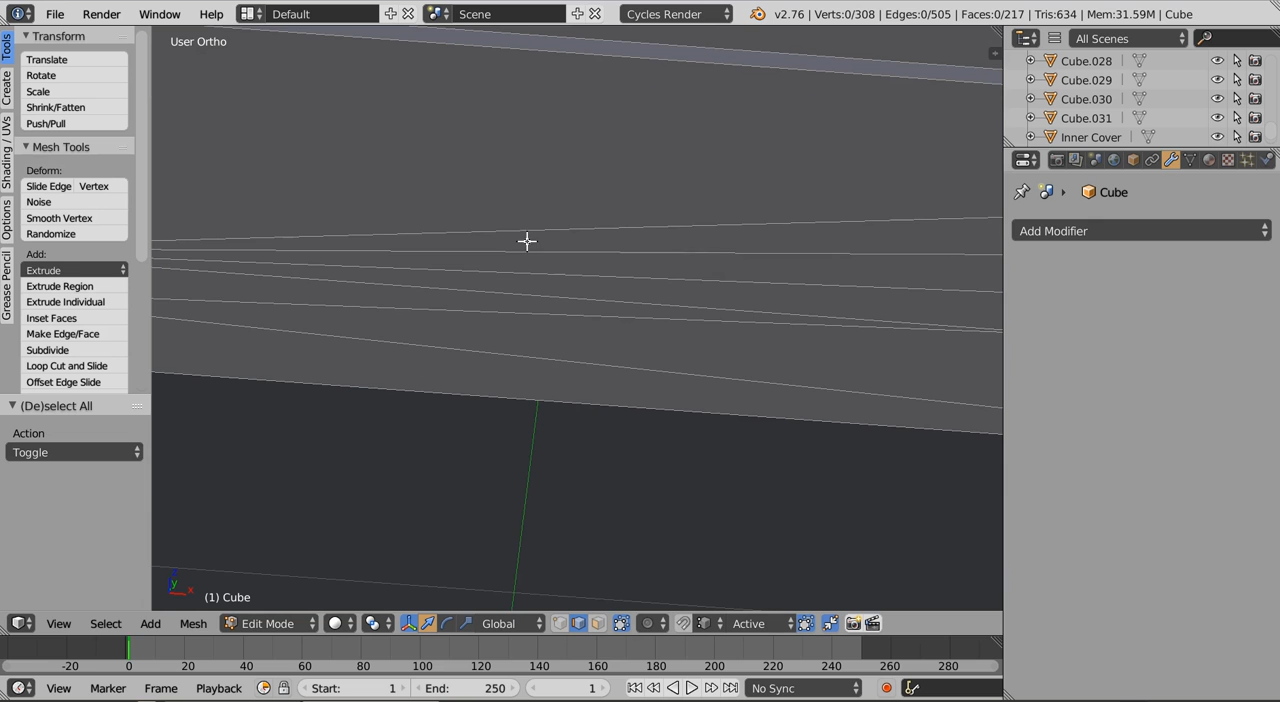 File Render Window Help Default Scene Cycles Render v2.76 | Verts:0/308 | Edges:0/505 | Faces:0/217 | Tris:634 | Mem:31.59M | Cube
Tools
Create
Shading / UVs
Options
Grease Pencil
Transform
Translate
Rotate
Scale
Shrink/Fatten
Push/Pull
Mesh Tools
Deform:
Slide Edge Vertex
Noise
Smooth Vertex
Randomize
Add:
Extrude
Extrude Region
Extrude Individual
Inset Faces
Make Edge/Face
Subdivide
Loop Cut and Slide
Offset Edge Slide
(De)select All
Action
Toggle
User Ortho
y
x
(1) Cube
All Scenes
Cube.028
Cube.029
Cube.030
Cube.031
Inner Cover
Cube
Add Modifier
View Select Add Mesh Edit Mode Global Active
-20 0 20 40 60 80 100 120 140 160 180 200 220 240 260 280
View Marker Frame Playback Start: 1 End: 250 1 No Sync